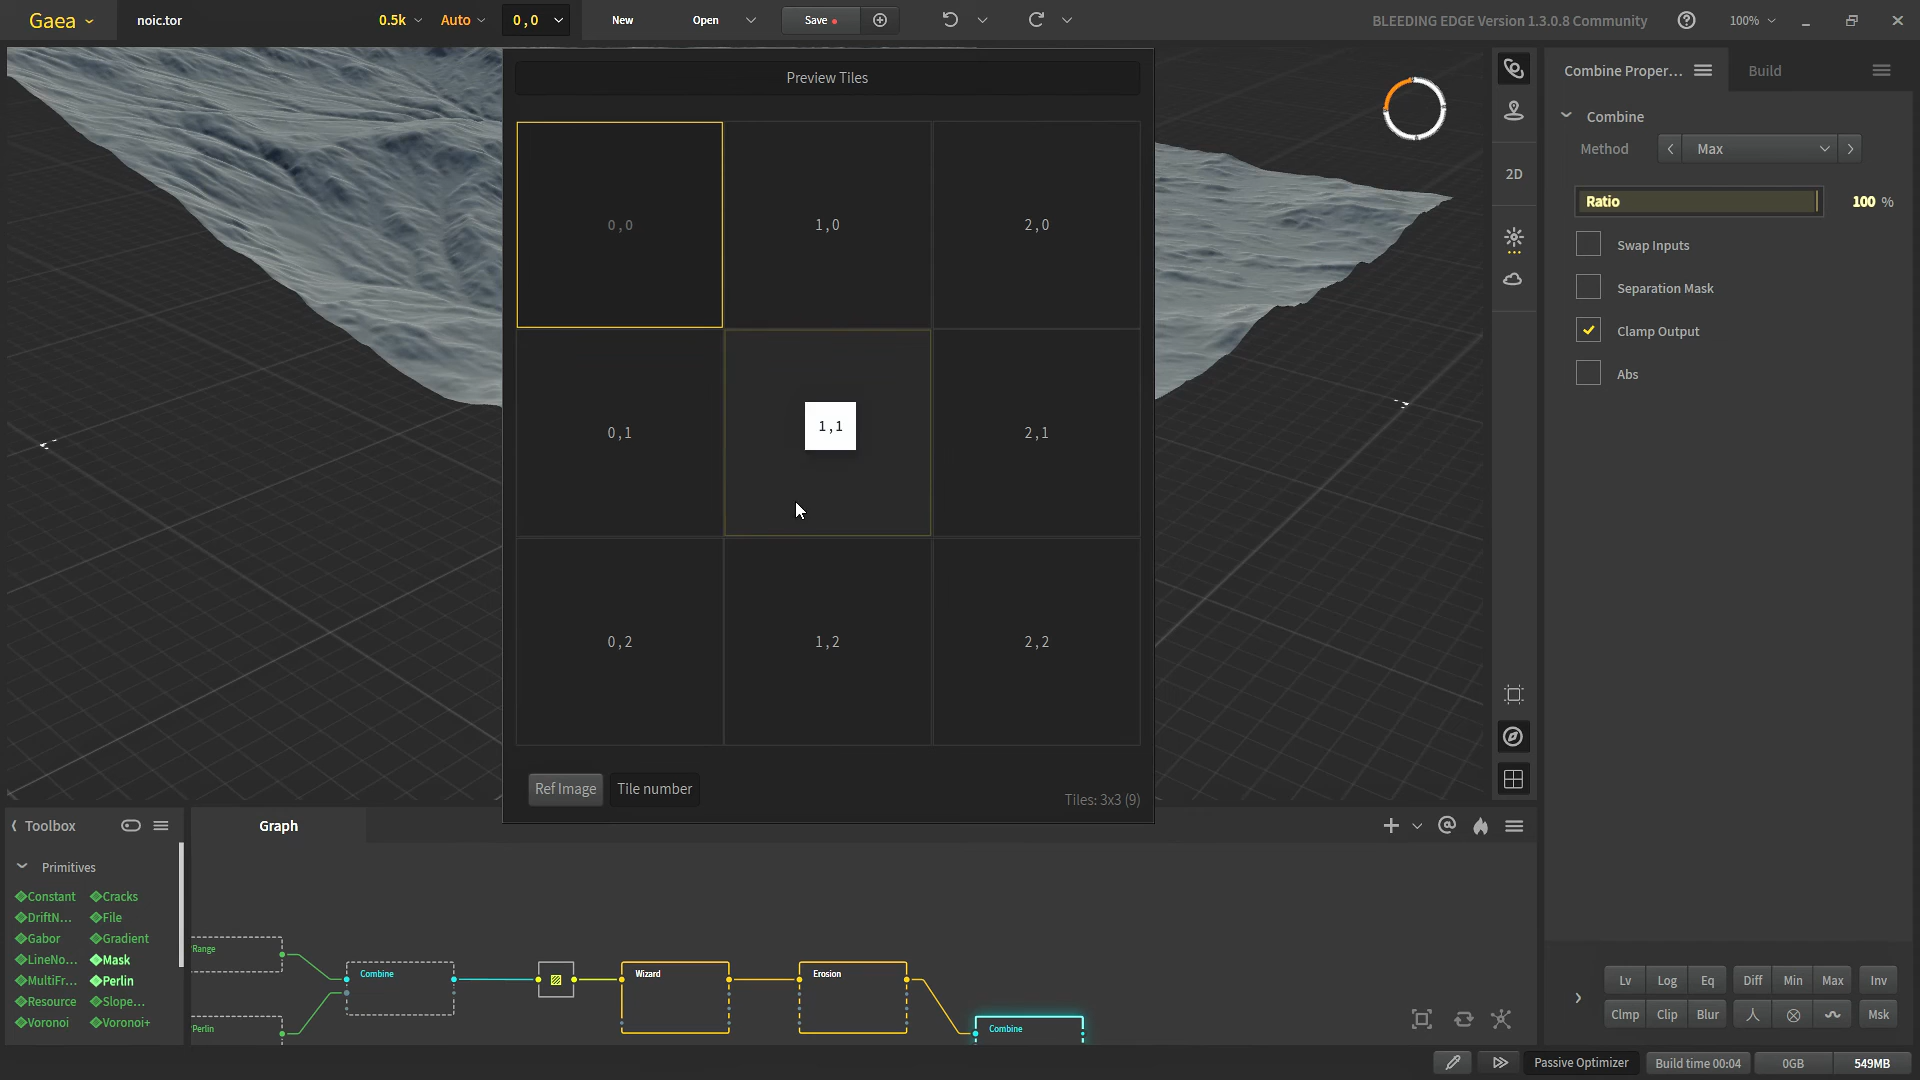 Gaea
noic.tor
0.5k
Auto
0,0
New
Open
Save
BLEEDING EDGE Version 1.3.0.8 Community
100%
Preview Tiles
0,0
1,0
2,0
0,1
1,1
2,1
0,2
1,2
2,2
Ref Image
Tile number
Tiles: 3x3 (9)
2D
Combine Proper...
Build
Combine
Method
Max
Ratio
100 %
Swap Inputs
Separation Mask
Clamp Output
Abs
Toolbox
Graph
Primitives
Constant
Cracks
DriftN...
File
Gabor
Gradient
LineNo...
Mask
MultiFr...
Perlin
Resource
Slope...
Voronoi
Voronoi+
Range
Perlin
Combine
Wizard
Erosion
Combine
Lv
Log
Eq
Diff
Min
Max
Inv
Clmp
Clip
Blur
Msk
Passive Optimizer
Build time 00:04
0GB
549MB